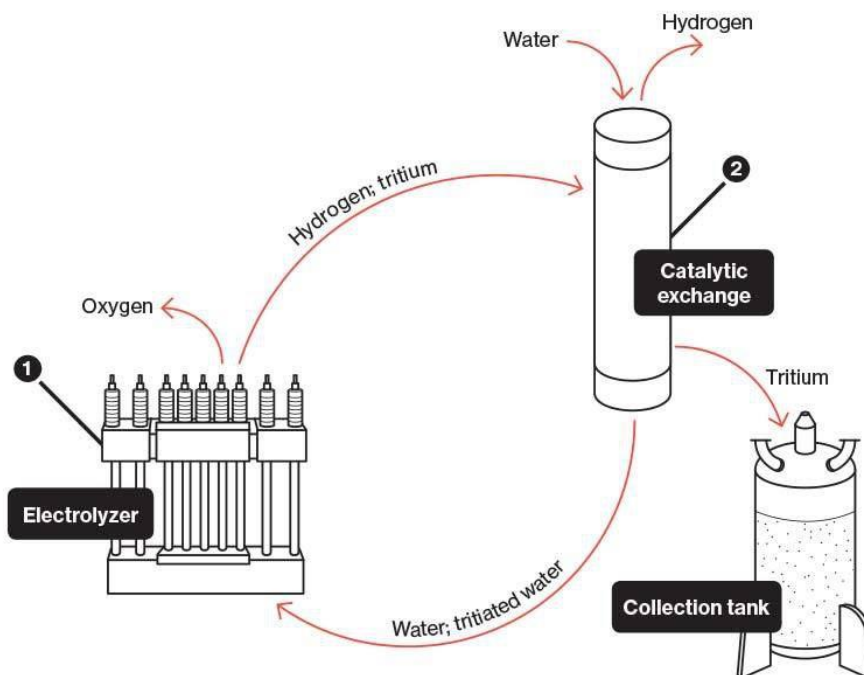 Water
Hydrogen
Hydrogen; tritium
2
Catalytic
exchange
Oxygen
1
Tritium
Electrolyzer
Water; tritiated water
Collection tank